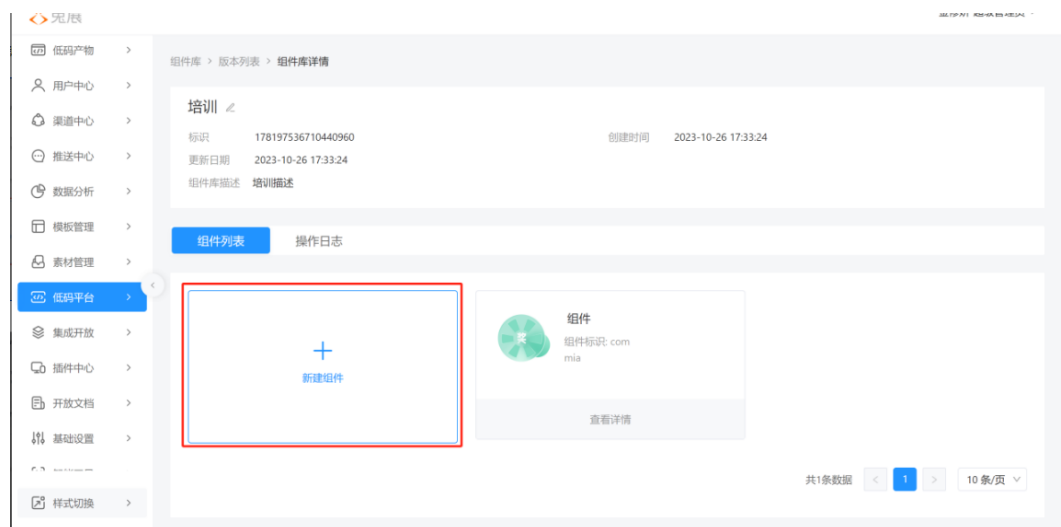 低码产物
用户中心
渠道中心
推送中心
数据分析
模板管理
素材管理
低码平台
集成开放
插件中心
开放文档
基础设置
样式切换
组件库 > 版本列表 > 组件库详情
培训
标识 178197536710440960
创建时间 2023-10-26 17:33:24
更新日期 2023-10-26 17:33:24
组件库描述 培训描述
组件列表 操作日志
新建组件
组件
组件标识: com
mia
查看详情
共1条数据 < 1 > 10 条/页